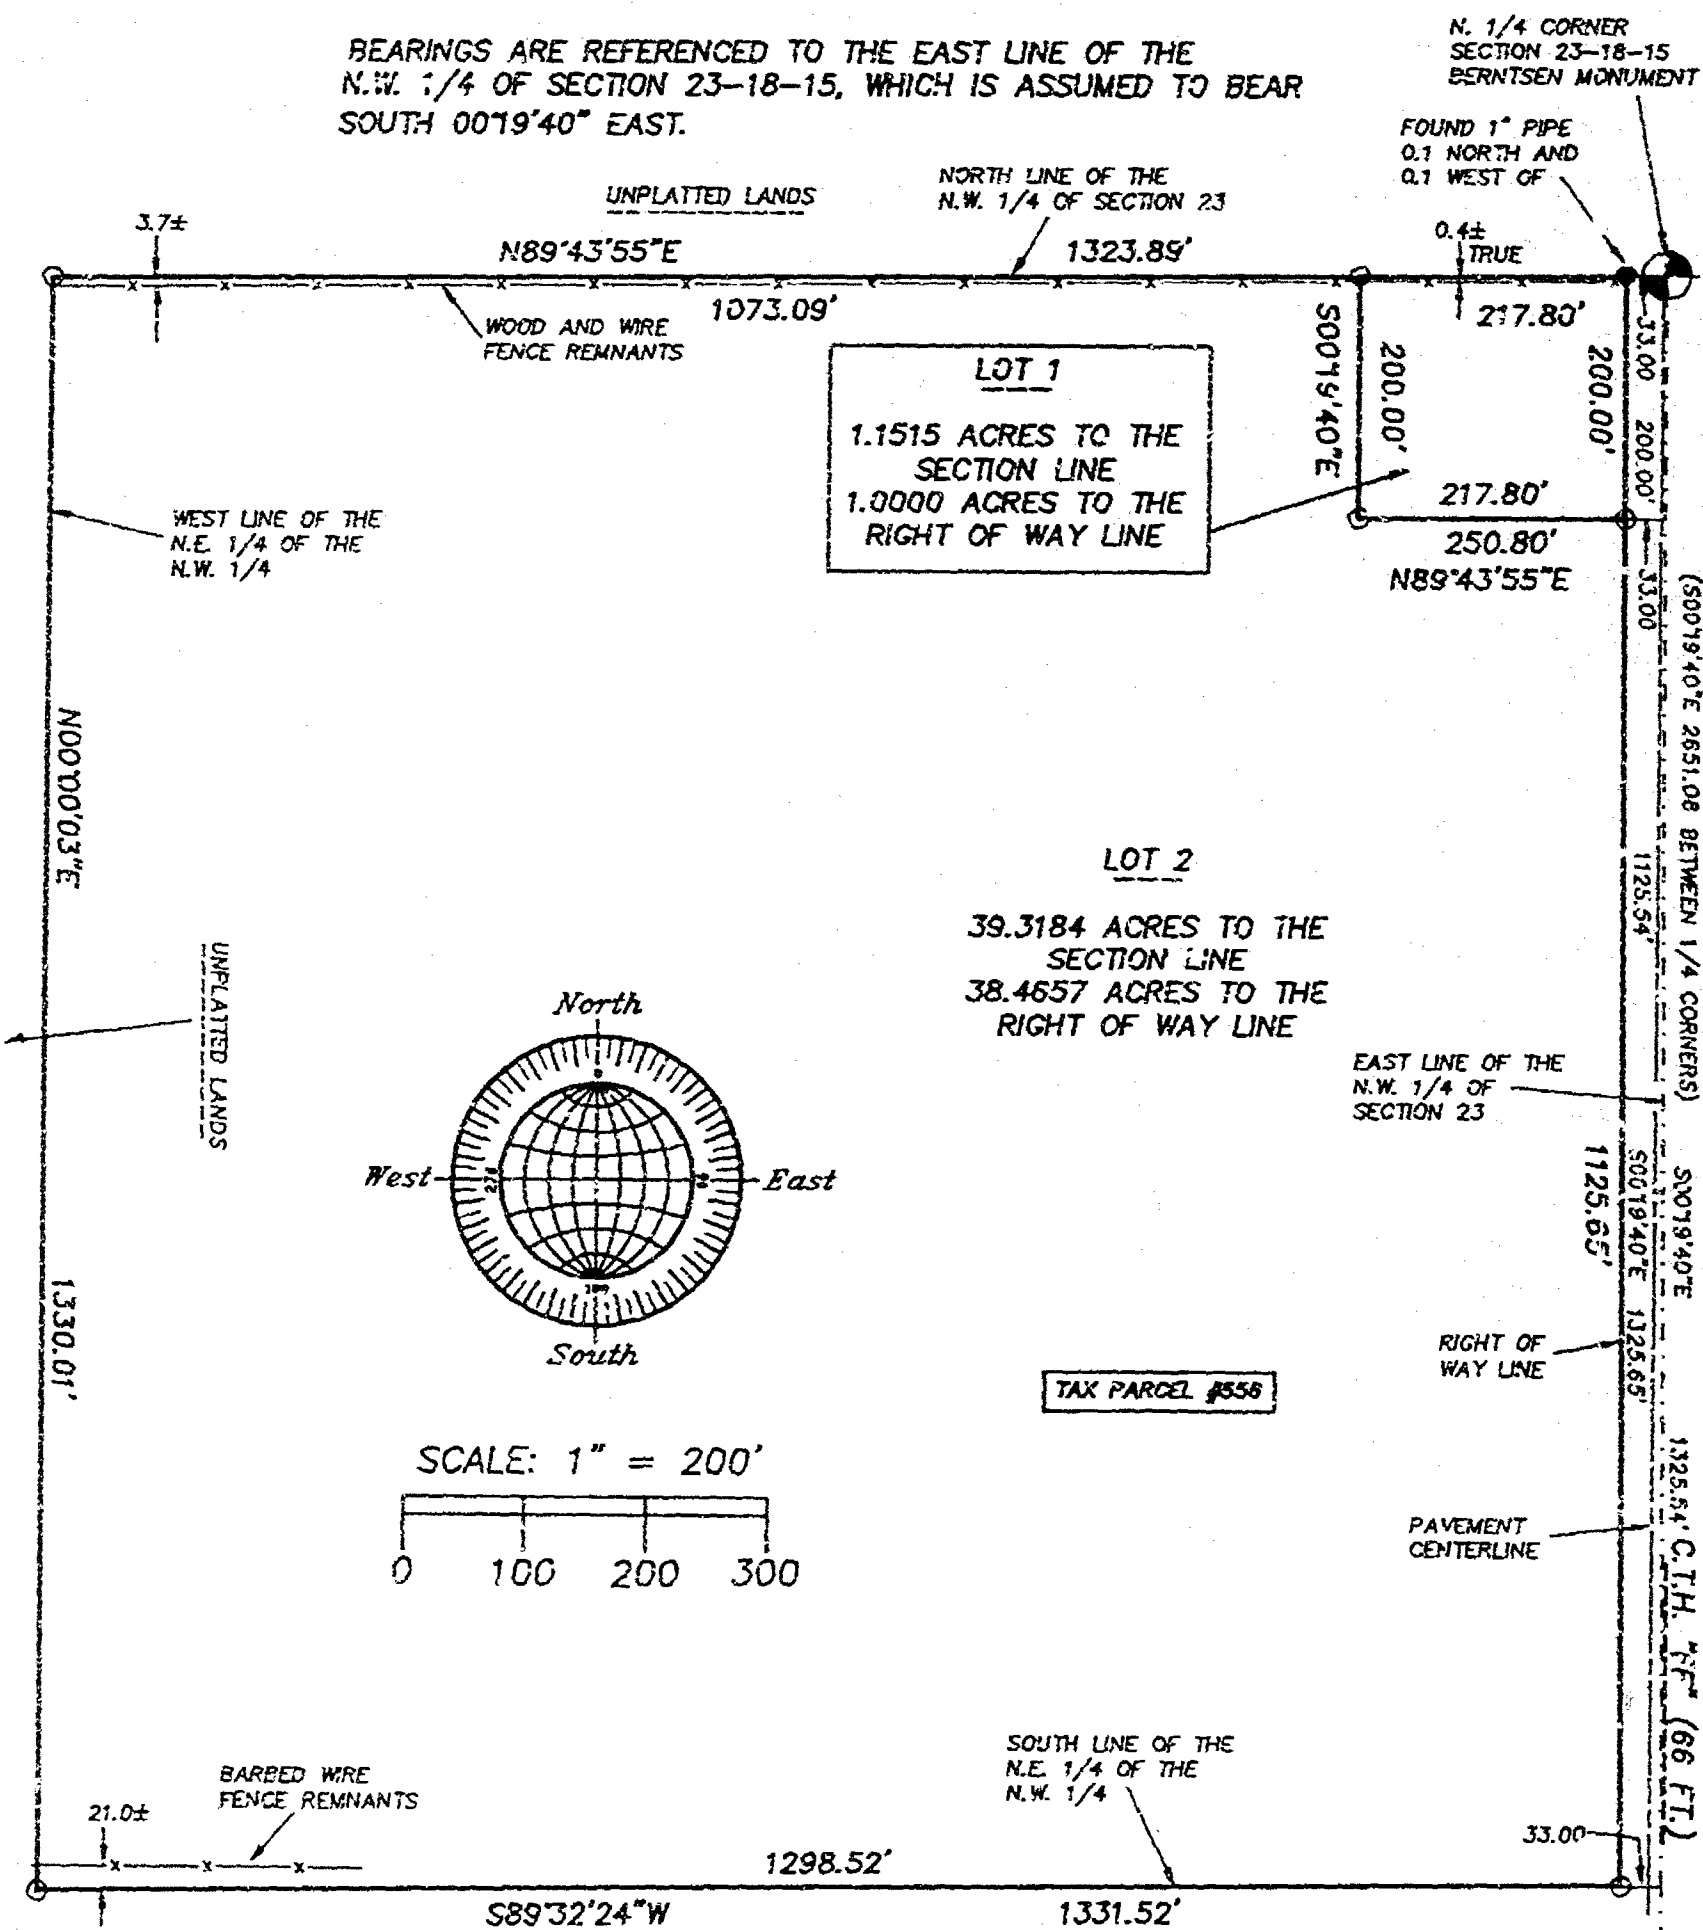 BEARINGS ARE REFERENCED TO THE EAST LINE OF THE
N.W. 1/4 OF SECTION 23-18-15, WHICH IS ASSUMED TO BEAR
SOUTH 00°19'40" EAST.
N. 1/4 CORNER
SECTION 23-18-15
BERNTSEN MONUMENT
FOUND 1" PIPE
0.1 NORTH AND
0.1 WEST OF
TRUE
UNPLATTED LANDS
NORTH LINE OF THE
N.W. 1/4 OF SECTION 23
3.7±
N89°43'55"E
1323.89'
0.4±
1073.09'
217.80'
WOOD AND WIRE
FENCE REMNANTS
S00°19'40"E
200.00'
200.00'
33.00
200.00'
LOT 1
1.1515 ACRES TO THE
SECTION LINE
1.0000 ACRES TO THE
RIGHT OF WAY LINE
217.80'
250.80'
N89°43'55"E
33.00
WEST LINE OF THE
N.E. 1/4 OF THE
N.W. 1/4
N00°00'03"E
1330.01'
UNPLATTED LANDS
LOT 2
39.3184 ACRES TO THE
SECTION LINE
38.4657 ACRES TO THE
RIGHT OF WAY LINE
(S00°19'40"E 2651.08 BETWEEN 1/4 CORNERS)
1125.54'
EAST LINE OF THE
N.W. 1/4 OF
SECTION 23
1125.65'
S00°19'40"E 1325.65'
S00°19'40"E
1325.54'
C.T.H. "FF" (66 FT.)
North
0
West
270
90
East
180
South
RIGHT OF
WAY LINE
TAX PARCEL #556
SCALE: 1" = 200'
0 100 200 300
PAVEMENT
CENTERLINE
SOUTH LINE OF THE
N.E. 1/4 OF THE
N.W. 1/4
BARBED WIRE
FENCE REMNANTS
21.0±
33.00
1298.52'
S89°32'24"W
1331.52'